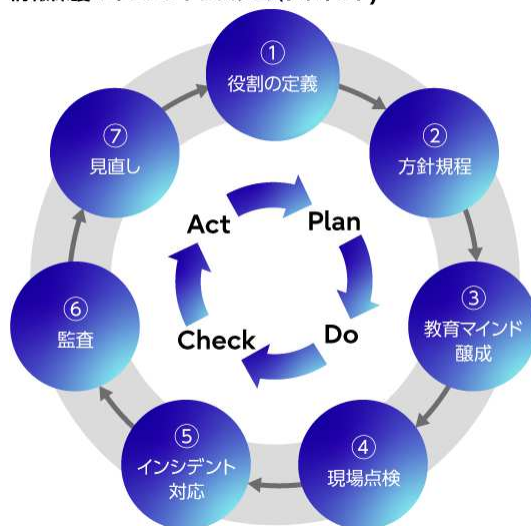 ①
役割の定義
②
方針規程
③
教育マインド
醸成
④
現場点検
⑤
インシデント
対応
⑥
監査
⑦
見直し
Plan
Do
Check
Act